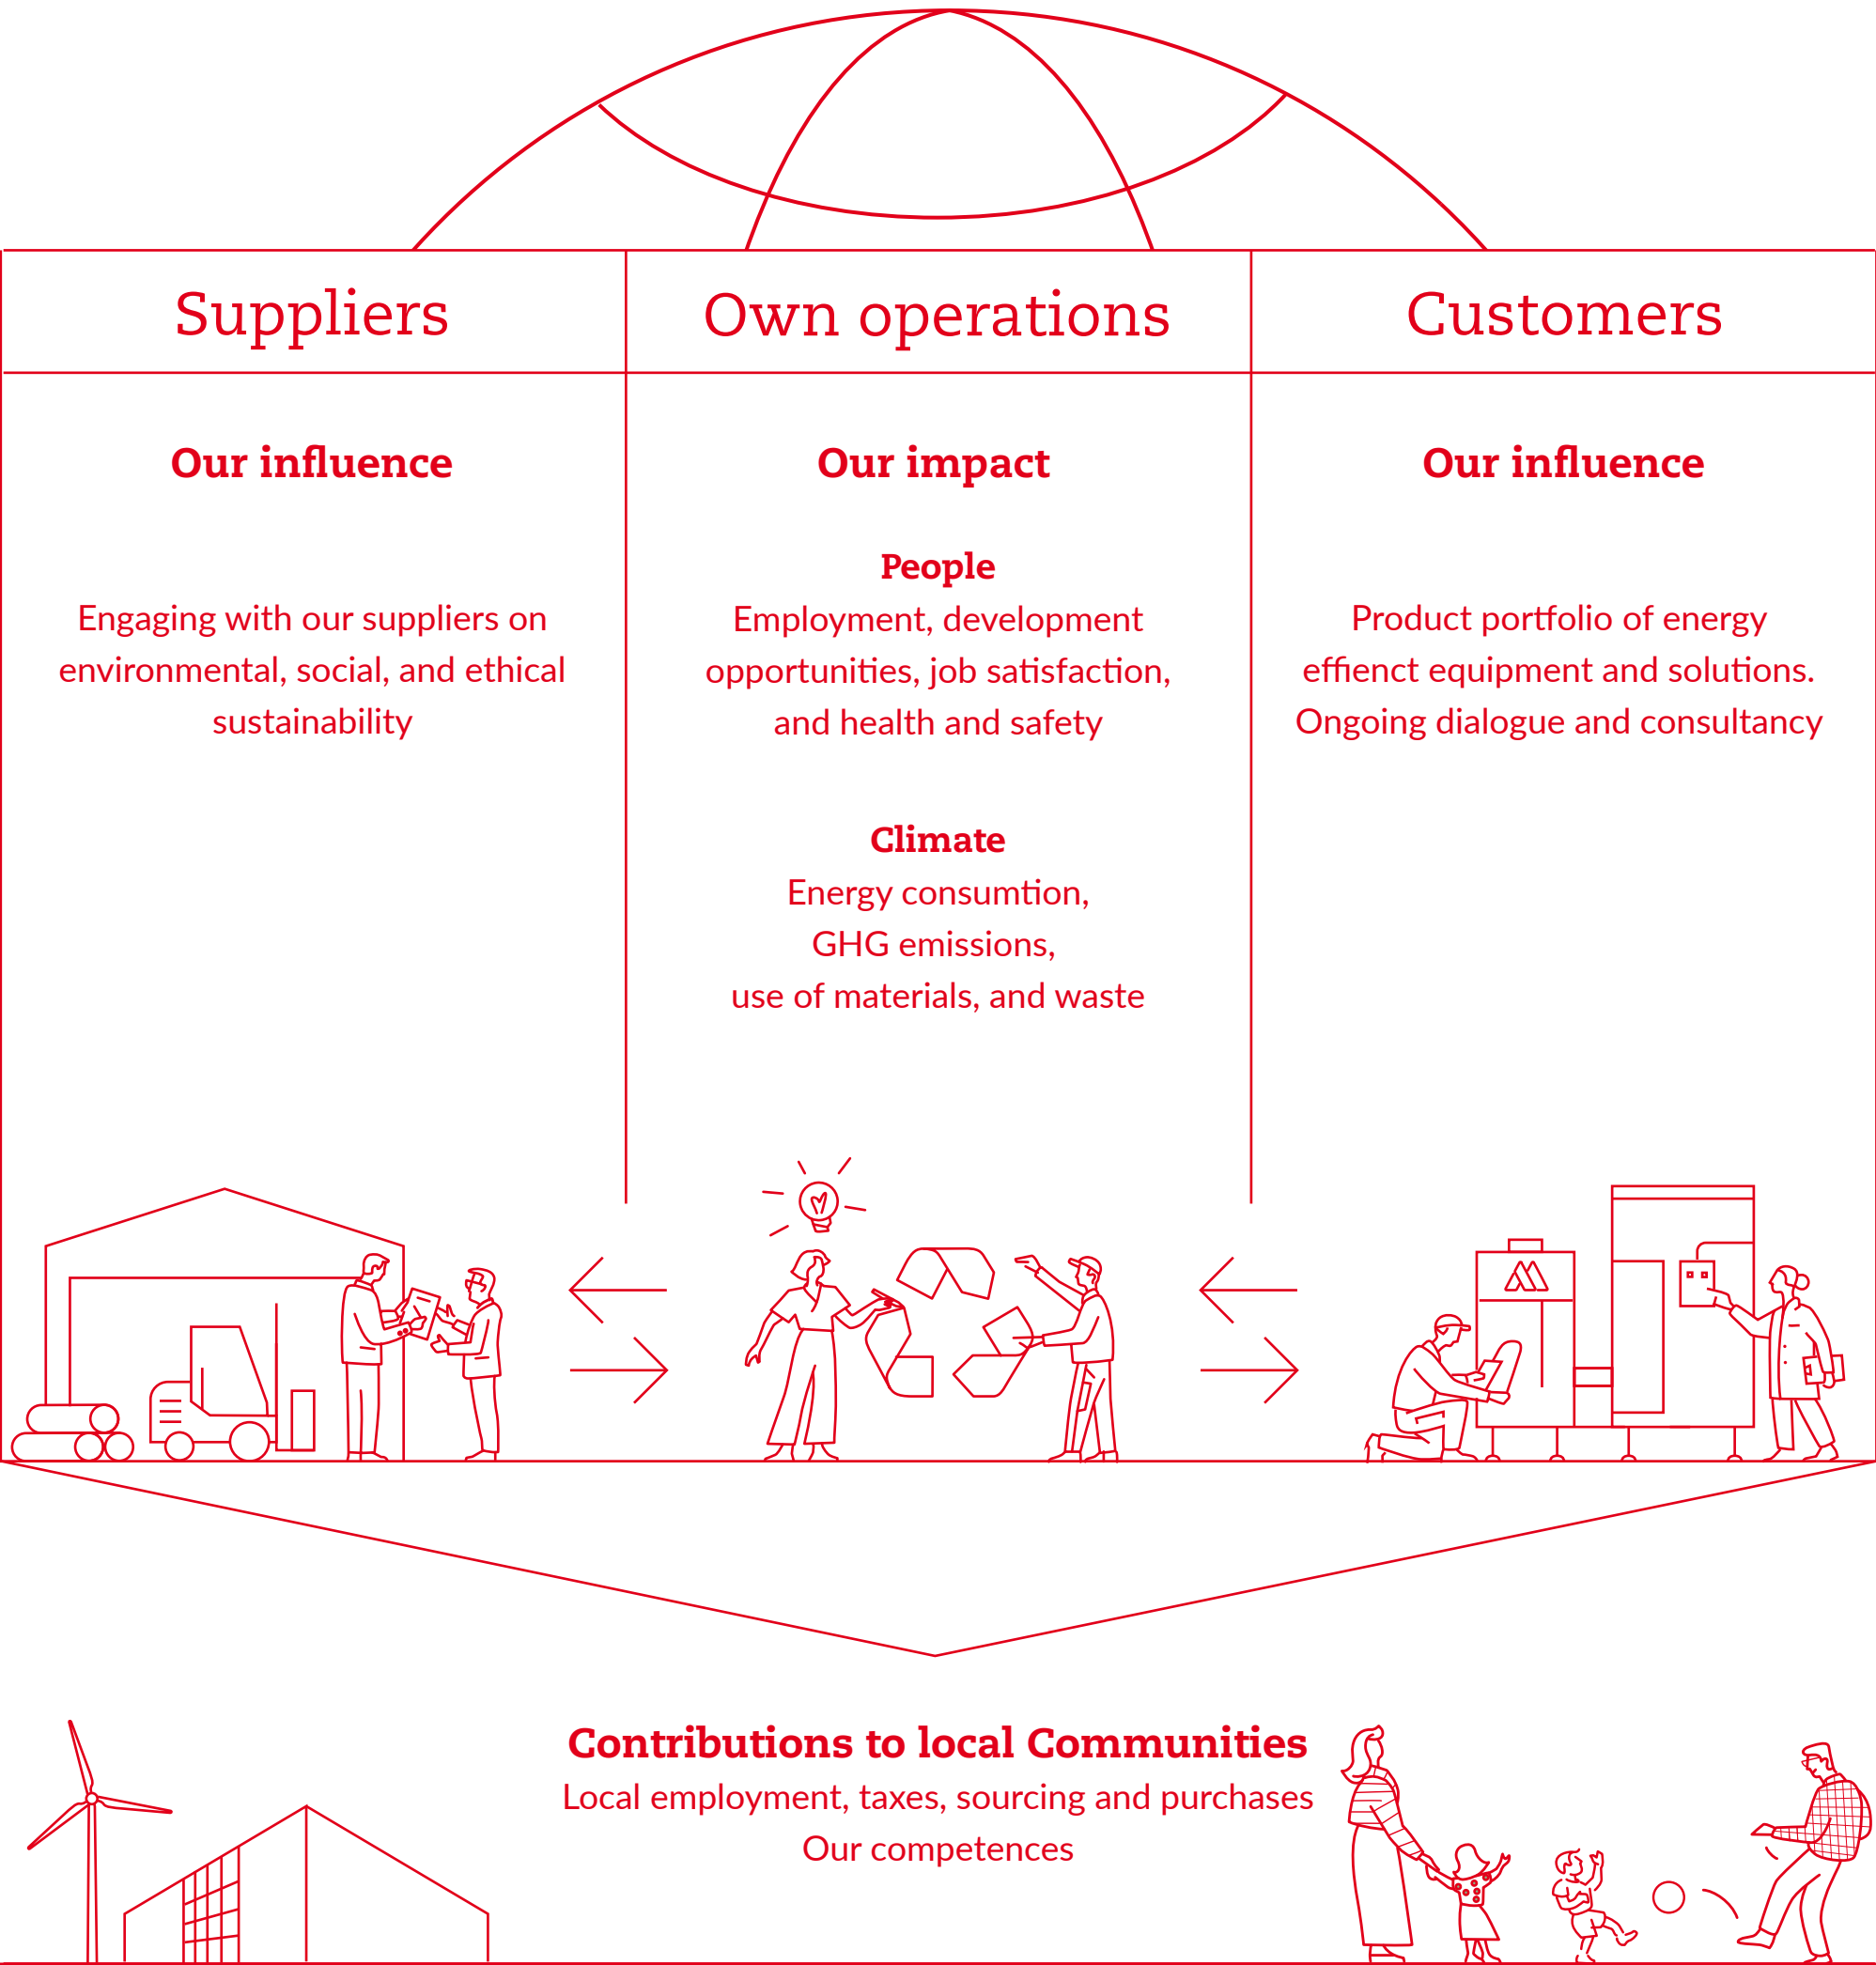 Suppliers
Own operations
Customers
Our influence
Engaging with our suppliers on
environmental, social, and ethical
sustainability
Our impact
People
Employment, development
opportunities, job satisfaction,
and health and safety
Climate
Energy consumtion,
GHG emissions,
use of materials, and waste
Our influence
Product portfolio of energy
effienct equipment and solutions.
Ongoing dialogue and consultancy
Contributions to local Communities
Local employment, taxes, sourcing and purchases
Our competences